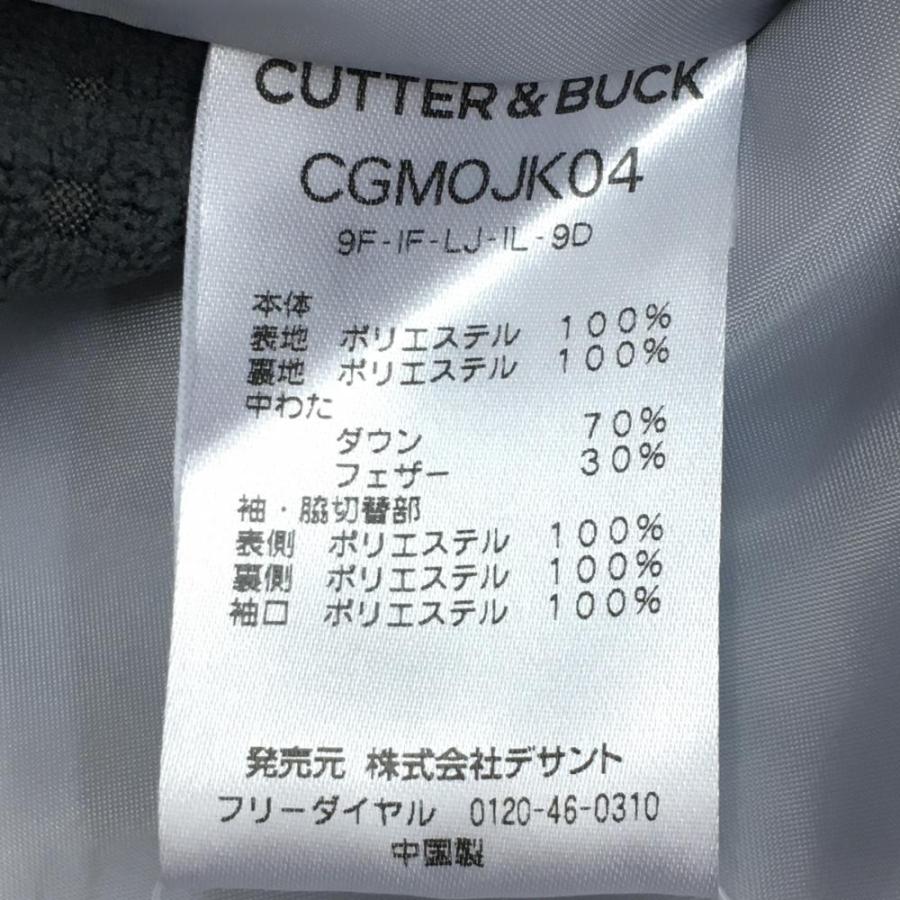 CUTTER & BUCK
CGMOJK04
9F-IF-LJ-IL-9D
本体
表地 ポリエステル 100%
裏地 ポリエステル 100%
中わた
ダウン 70%
フェザー 30%
袖・脇切替部
表側 ポリエステル 100%
裏側 ポリエステル 100%
袖口 ポリエステル 100%
発売元 株式会社デサント
フリーダイヤル 0120-46-0310
中国製